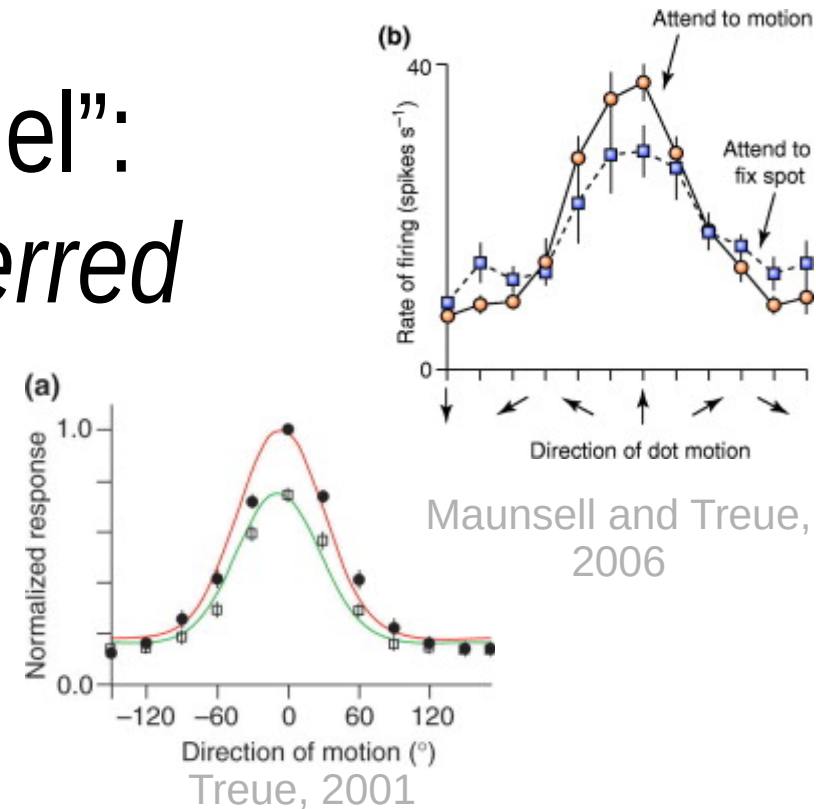 el”:
erred
(b)
Attend to motion
40
Rate of firing (spikes s⁻¹)
Attend to
fix spot
0
Direction of dot motion
Maunsell and Treue,
2006
(a)
1.0
Normalized response
0.0
−120 −60 0 60 120
Direction of motion (°)
Treue, 2001